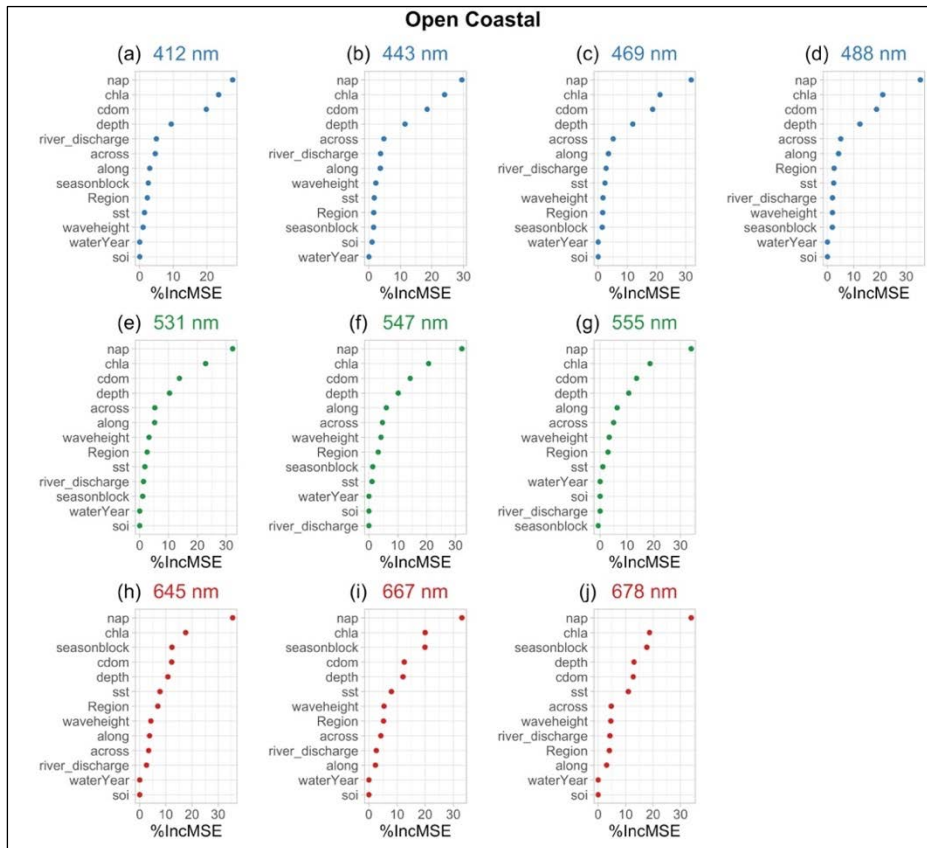 Open Coastal
(a) 412 nm
nap
chla
cdom
depth
river_discharge
across
along
seasonblock
Region
sst
waveheight
waterYear
soi
0 10 20
%IncMSE
(b) 443 nm
nap
chla
cdom
depth
across
river_discharge
along
waveheight
sst
Region
seasonblock
soi
waterYear
0 10 20 30
%IncMSE
(c) 469 nm
nap
chla
cdom
depth
across
along
river_discharge
sst
waveheight
Region
seasonblock
waterYear
soi
0 10 20 30
%IncMSE
(d) 488 nm
nap
chla
cdom
depth
across
along
Region
sst
river_discharge
waveheight
seasonblock
waterYear
soi
0 10 20 30
%IncMSE
(e) 531 nm
nap
chla
cdom
depth
across
along
waveheight
Region
sst
river_discharge
seasonblock
waterYear
soi
0 10 20 30
%IncMSE
(f) 547 nm
nap
chla
cdom
depth
along
across
waveheight
Region
seasonblock
sst
waterYear
soi
river_discharge
0 10 20 30
%IncMSE
(g) 555 nm
nap
chla
cdom
depth
along
across
waveheight
Region
sst
waterYear
soi
river_discharge
seasonblock
0 10 20 30
%IncMSE
(h) 645 nm
nap
chla
seasonblock
cdom
depth
sst
Region
waveheight
along
across
river_discharge
waterYear
soi
0 10 20 30
%IncMSE
(i) 667 nm
nap
chla
seasonblock
cdom
depth
sst
waveheight
Region
across
river_discharge
along
waterYear
soi
0 10 20 30
%IncMSE
(j) 678 nm
nap
chla
seasonblock
depth
cdom
sst
across
waveheight
river_discharge
Region
along
waterYear
soi
0 10 20 30
%IncMSE